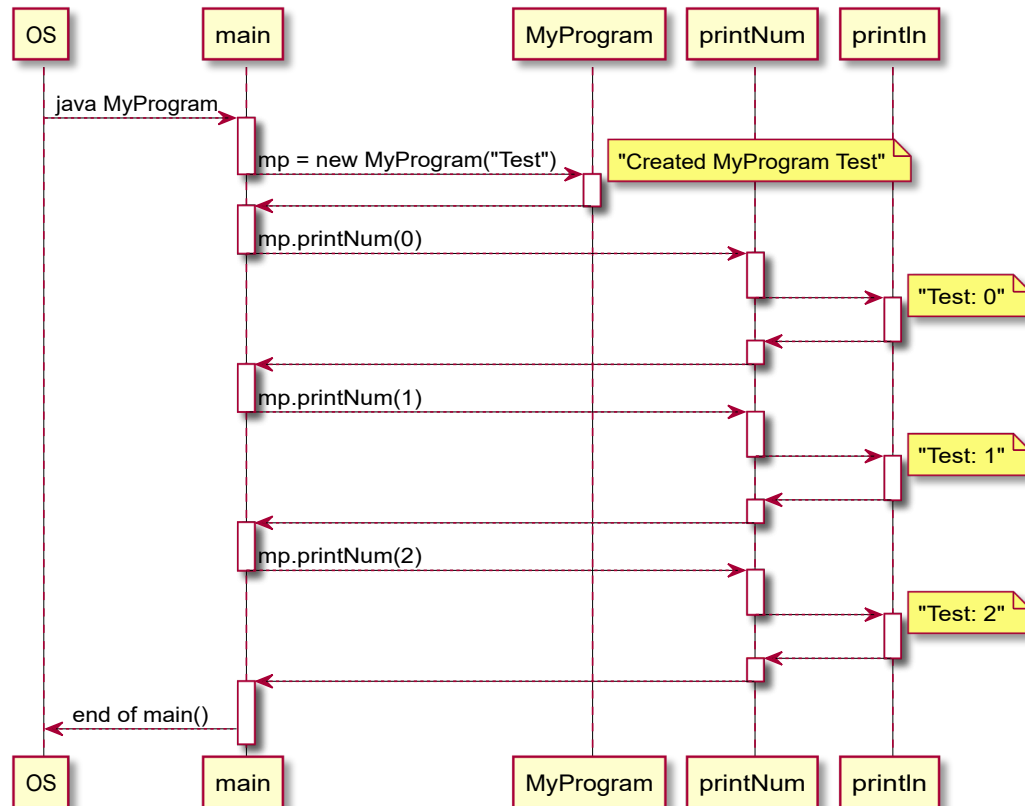 OS
main
MyProgram
printNum
println
java MyProgram
mp = new MyProgram("Test")
"Created MyProgram Test"
mp.printNum(0)
"Test: 0"
mp.printNum(1)
"Test: 1"
mp.printNum(2)
"Test: 2"
end of main()
OS
main
MyProgram
printNum
println